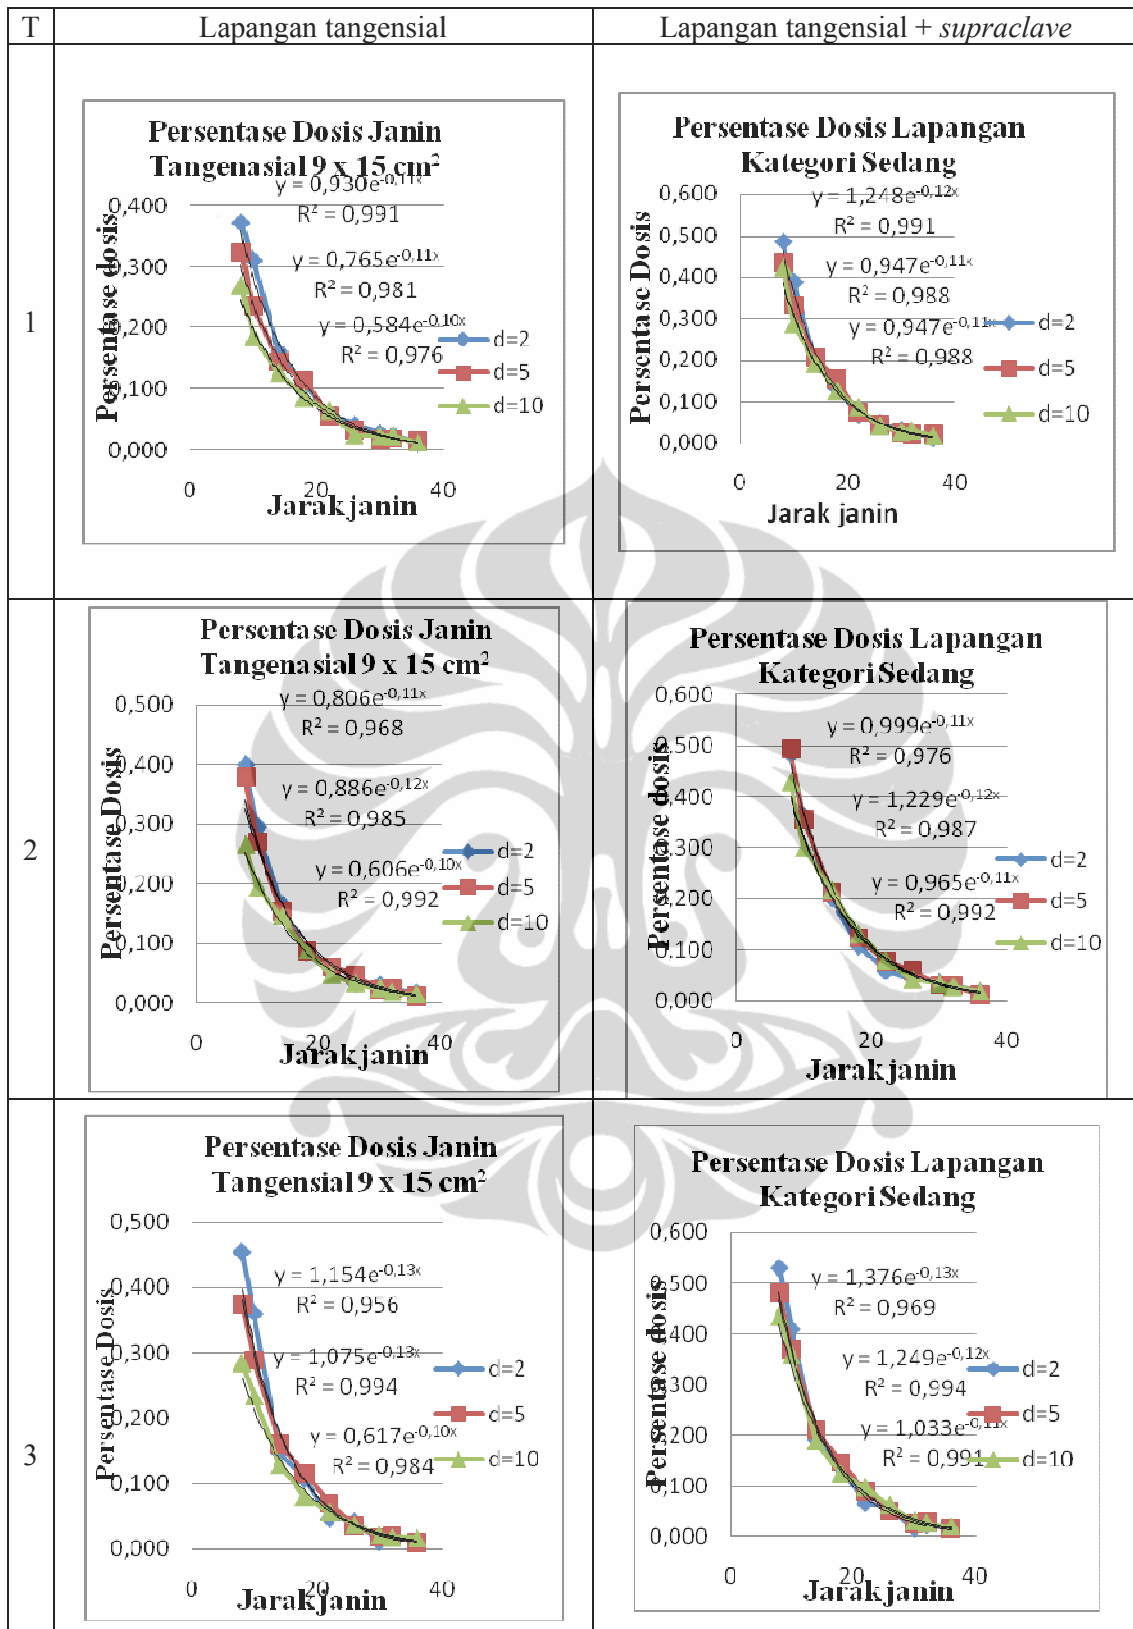 T Lapangan tangensial Lapangan tangensial + supraclave
1
Persentase Dosis Janin
Tangenasial 9 x 15 cm²
y = 0,930e^-0,11x
R² = 0,991
y = 0,765e^-0,11x
R² = 0,981
y = 0,584e^-0,10x
R² = 0,976
0,400
0,300
0,200
0,100
0,000
0 20 40
Persentase dosis
Jarak janin
d=2
d=5
d=10
Persentase Dosis Lapangan
Kategori Sedang
y = 1,248e^-0,12x
R² = 0,991
y = 0,947e^-0,11x
R² = 0,988
y = 0,947e^-0,11x
R² = 0,988
0,600
0,500
0,400
0,300
0,200
0,100
0,000
0 20 40
Persentase Dosis
Jarak janin
d=2
d=5
d=10
2
Persentase Dosis Janin
Tangenasial 9 x 15 cm²
y = 0,806e^-0,11x
R² = 0,968
y = 0,886e^-0,12x
R² = 0,985
y = 0,606e^-0,10x
R² = 0,992
0,500
0,400
0,300
0,200
0,100
0,000
0 20 40
Persentase Dosis
Jarak janin
d=2
d=5
d=10
Persentase Dosis Lapangan
Kategori Sedang
y = 0,999e^-0,11x
R² = 0,976
y = 1,229e^-0,12x
R² = 0,987
y = 0,965e^-0,11x
R² = 0,992
0,600
0,500
0,400
0,300
0,200
0,100
0,000
0 20 40
Persentase dosis
Jarak janin
d=2
d=5
d=10
3
Persentase Dosis Janin
Tangensial 9 x 15 cm²
y = 1,154e^-0,13x
R² = 0,956
y = 1,075e^-0,13x
R² = 0,994
y = 0,617e^-0,10x
R² = 0,984
0,500
0,400
0,300
0,200
0,100
0,000
0 20 40
Persentase Dosis
Jarak janin
d=2
d=5
d=10
Persentase Dosis Lapangan
Kategori Sedang
y = 1,376e^-0,13x
R² = 0,969
y = 1,249e^-0,12x
R² = 0,994
y = 1,033e^-0,11x
R² = 0,991
0,600
0,500
0,400
0,300
0,200
0,100
0,000
0 20 40
Persentase dosis
Jarak janin
d=2
d=5
d=10